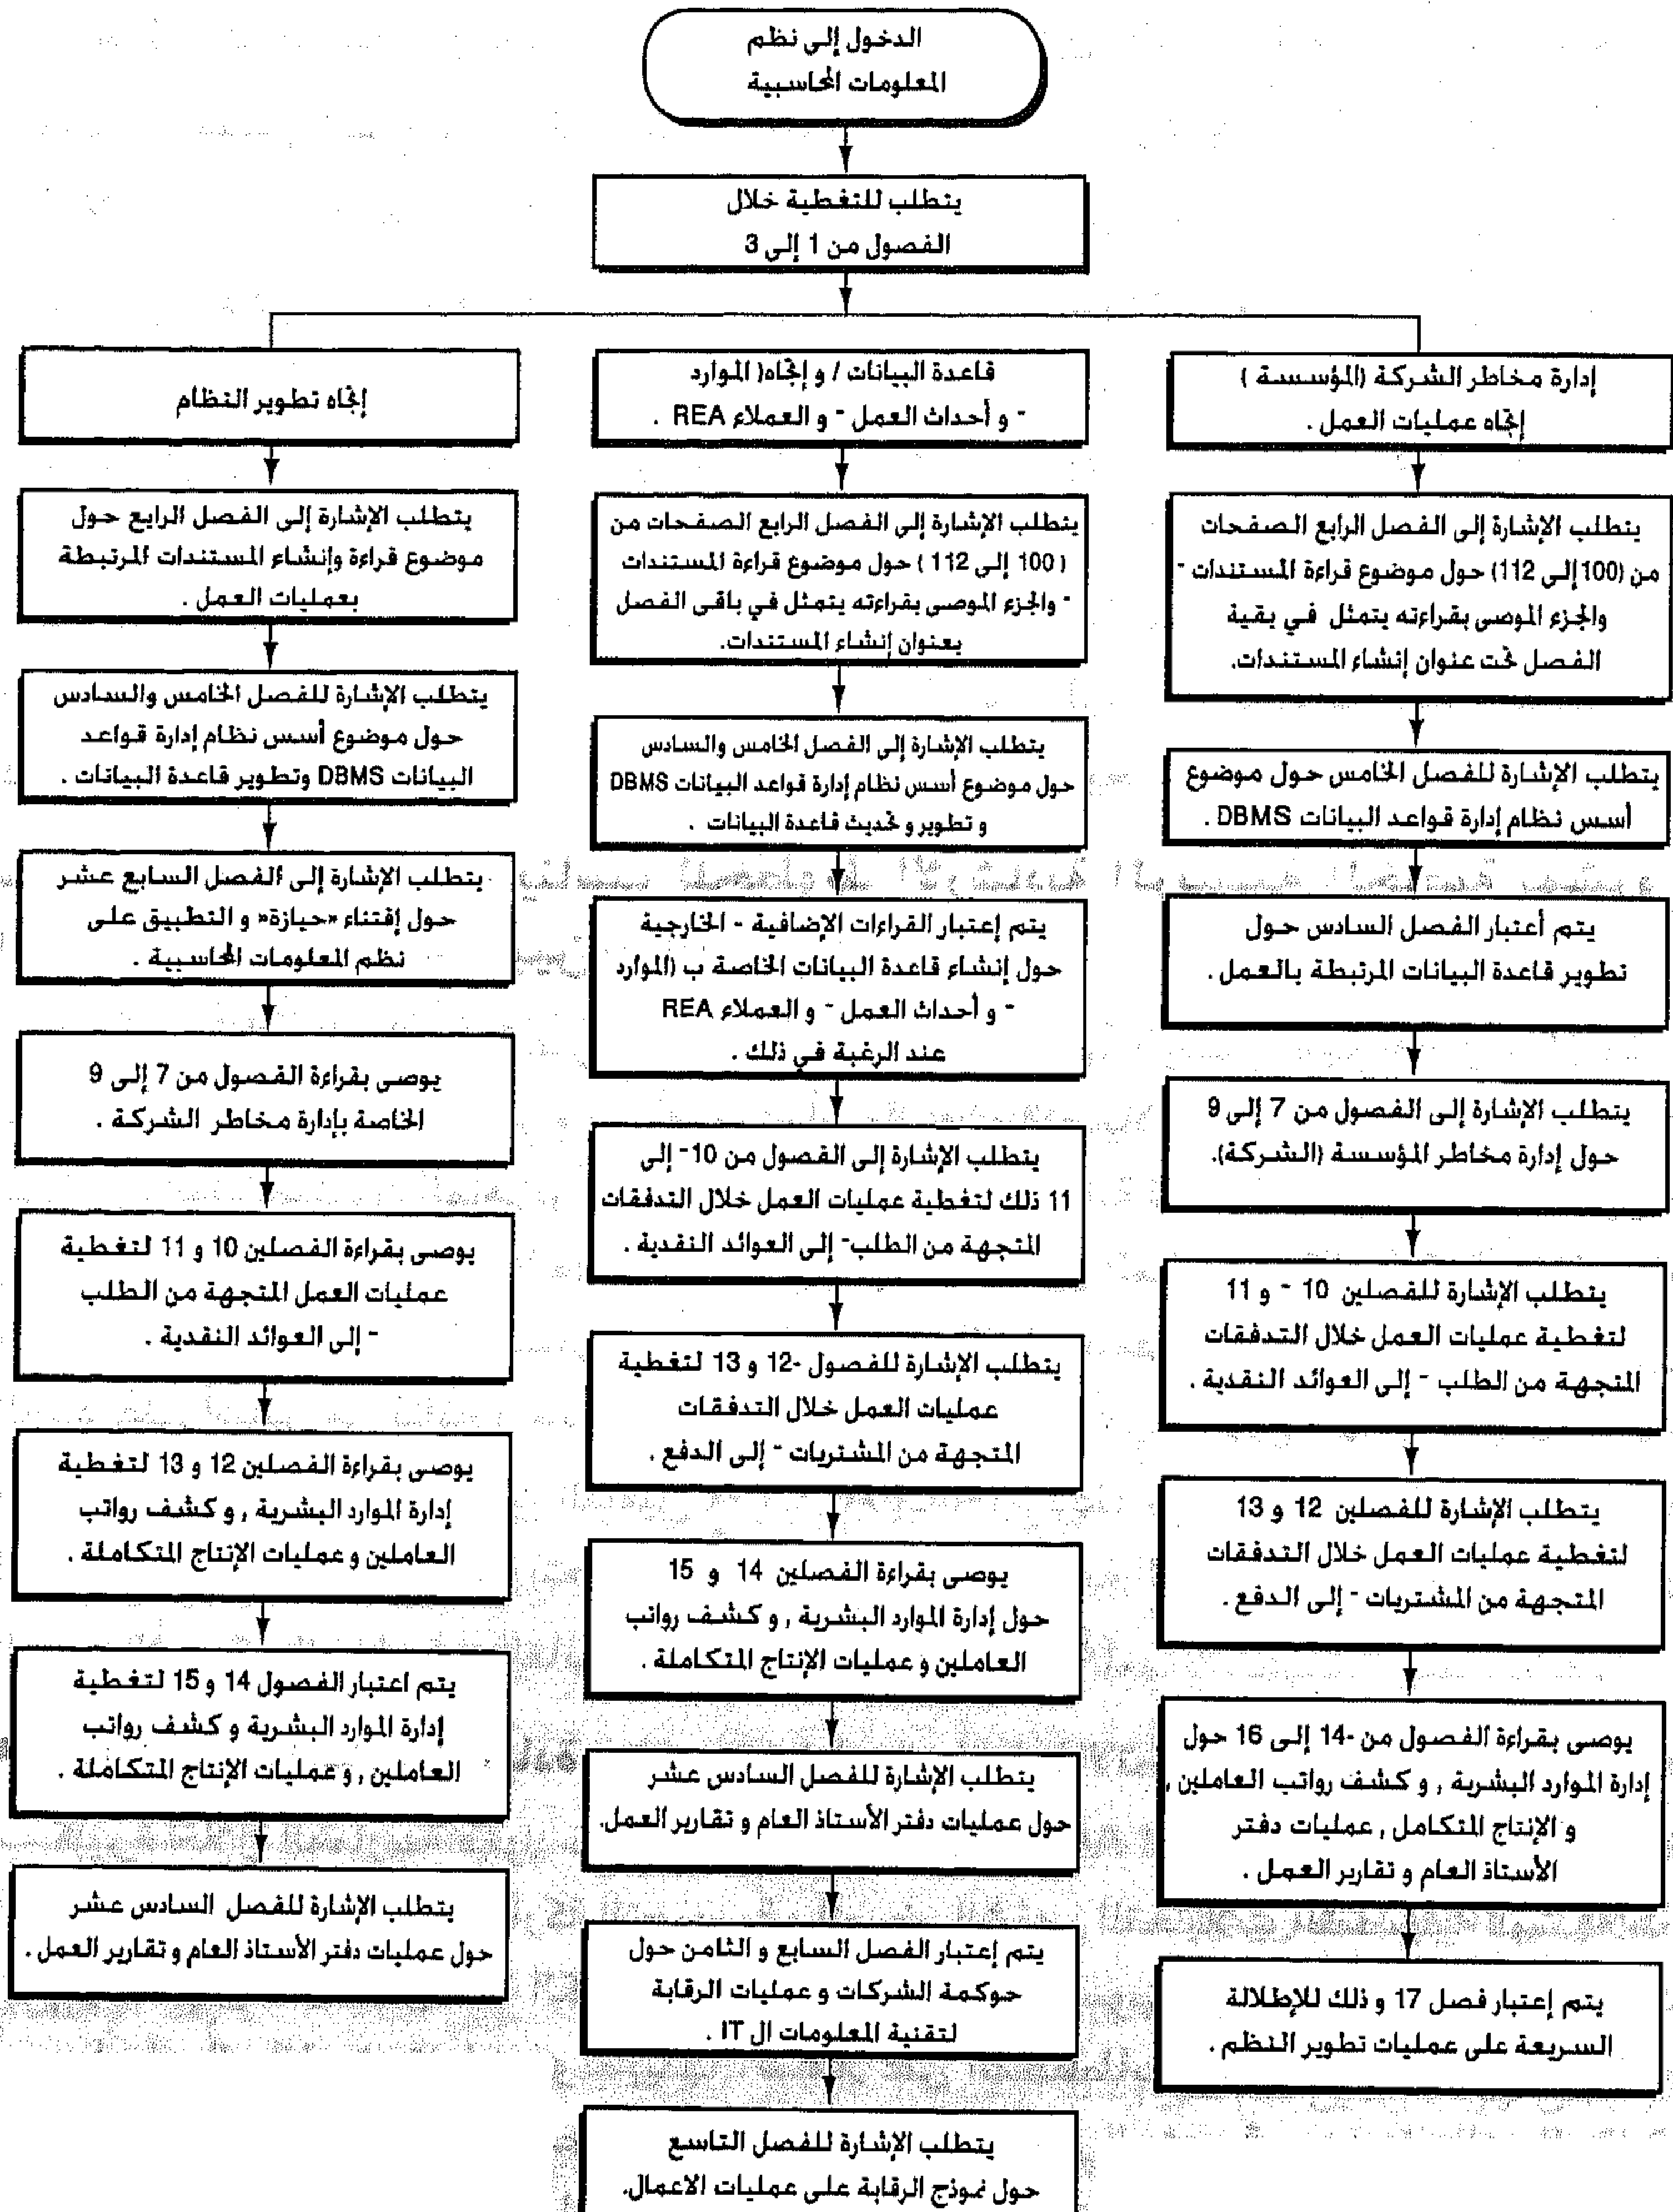 الدخول إلى نظم
المعلومات المحاسبية
يتطلب للتغطية خلال
الفصول من 1 إلى 3
إدارة مخاطر الشركة (المؤسسة )
إتجاه عمليات العمل .
يتطلب الإشارة إلى الفصل الرابع الصفحات
من (100إلى 112) حول موضوع قراءة المستندات -
والجزء الموصى بقراءته يتمثل في بقية
الفصل تحت عنوان إنشاء المستندات.
يتطلب الإشارة للفصل الخامس حول موضوع
أسس نظام إدارة قواعد البيانات DBMS .
يتم أعتبار الفصل السادس حول
تطوير قاعدة البيانات المرتبطة بالعمل .
يتطلب الإشارة إلى الفصول من 7 إلى 9
حول إدارة مخاطر المؤسسة (الشركة).
يتطلب الإشارة للفصلين 10 - و 11
لتغطية عمليات العمل خلال التدفقات
المتجهة من الطلب - إلى العوائد النقدية .
يتطلب الإشارة للفصلين 12 و 13
لتغطية عمليات العمل خلال التدفقات
المتجهة من المشتريات - إلى الدفع .
يوصى بقراءة الفصول من -14 إلى 16 حول
إدارة الموارد البشرية , و كشف رواتب العاملين ,
و الإنتاج المتكامل , عمليات دفتر
الأستاذ العام و تقارير العمل .
يتم إعتبار فصل 17 و ذلك للإطلالة
السريعة على عمليات تطوير النظم .
قاعدة البيانات / و إتجاه( الموارد
- و أحداث العمل - و العملاء REA .
يتطلب الإشارة إلى الفصل الرابع الصفحات من
(100 إلى 112 ) حول موضوع قراءة المستندات
- والجزء الموصى بقراءته يتمثل في باقى الفصل
بعنوان إنشاء المستندات.
يتطلب الإشارة إلى الفصل الخامس والسادس
حول موضوع أسس نظام إدارة قواعد البيانات DBMS
و تطوير و تحديث قاعدة البيانات .
يتم إعتبار القراءات الإضافية - الخارجية
حول إنشاء قاعدة البيانات الخاصة ب (الموارد
- و أحداث العمل - و العملاء REA
عند الرغبة في ذلك .
يتطلب الإشارة إلى الفصول من 10- إلى
11 ذلك لتغطية عمليات العمل خلال التدفقات
المتجهة من الطلب- إلى العوائد النقدية .
يتطلب الإشارة للفصول -12 و 13 لتغطية
عمليات العمل خلال التدفقات
المتجهة من المشتريات - إلى الدفع .
يوصى بقراءة الفصلين 14 و 15
حول إدارة الموارد البشرية , و كشف رواتب
العاملين و عمليات الإنتاج المتكاملة .
يتطلب الإشارة للفصل السادس عشر
حول عمليات دفتر الأستاذ العام و تقارير العمل.
يتم إعتبار الفصل السابع و الثامن حول
حوكمة الشركات و عمليات الرقابة
لتقنية المعلومات ال IT .
يتطلب الإشارة للفصل التاسع
حول نموذج الرقابة على عمليات الاعمال.
إتجاه تطوير النظام
يتطلب الإشارة إلى الفصل الرابع حول
موضوع قراءة وإنشاء المستندات المرتبطة
بعمليات العمل .
يتطلب الإشارة للفصل الخامس والسادس
حول موضوع أسس نظام إدارة قواعد
البيانات DBMS وتطوير قاعدة البيانات .
يتطلب الإشارة إلى الفصل السابع عشر
حول إقتناء «حيازة» و التطبيق على
نظم المعلومات المحاسبية .
يوصى بقراءة الفصول من 7 إلى 9
الخاصة بإدارة مخاطر الشركة .
يوصى بقراءة الفصلين 10 و 11 لتغطية
عمليات العمل المتجهة من الطلب
- إلى العوائد النقدية .
يوصى بقراءة الفصلين 12 و 13 لتغطية
إدارة الموارد البشرية , و كشف رواتب
العاملين و عمليات الإنتاج المتكاملة .
يتم اعتبار الفصول 14 و 15 لتغطية
إدارة الموارد البشرية و كشف رواتب
العاملين , و عمليات الإنتاج المتكاملة .
يتطلب الإشارة للفصل السادس عشر
حول عمليات دفتر الأستاذ العام و تقارير العمل .